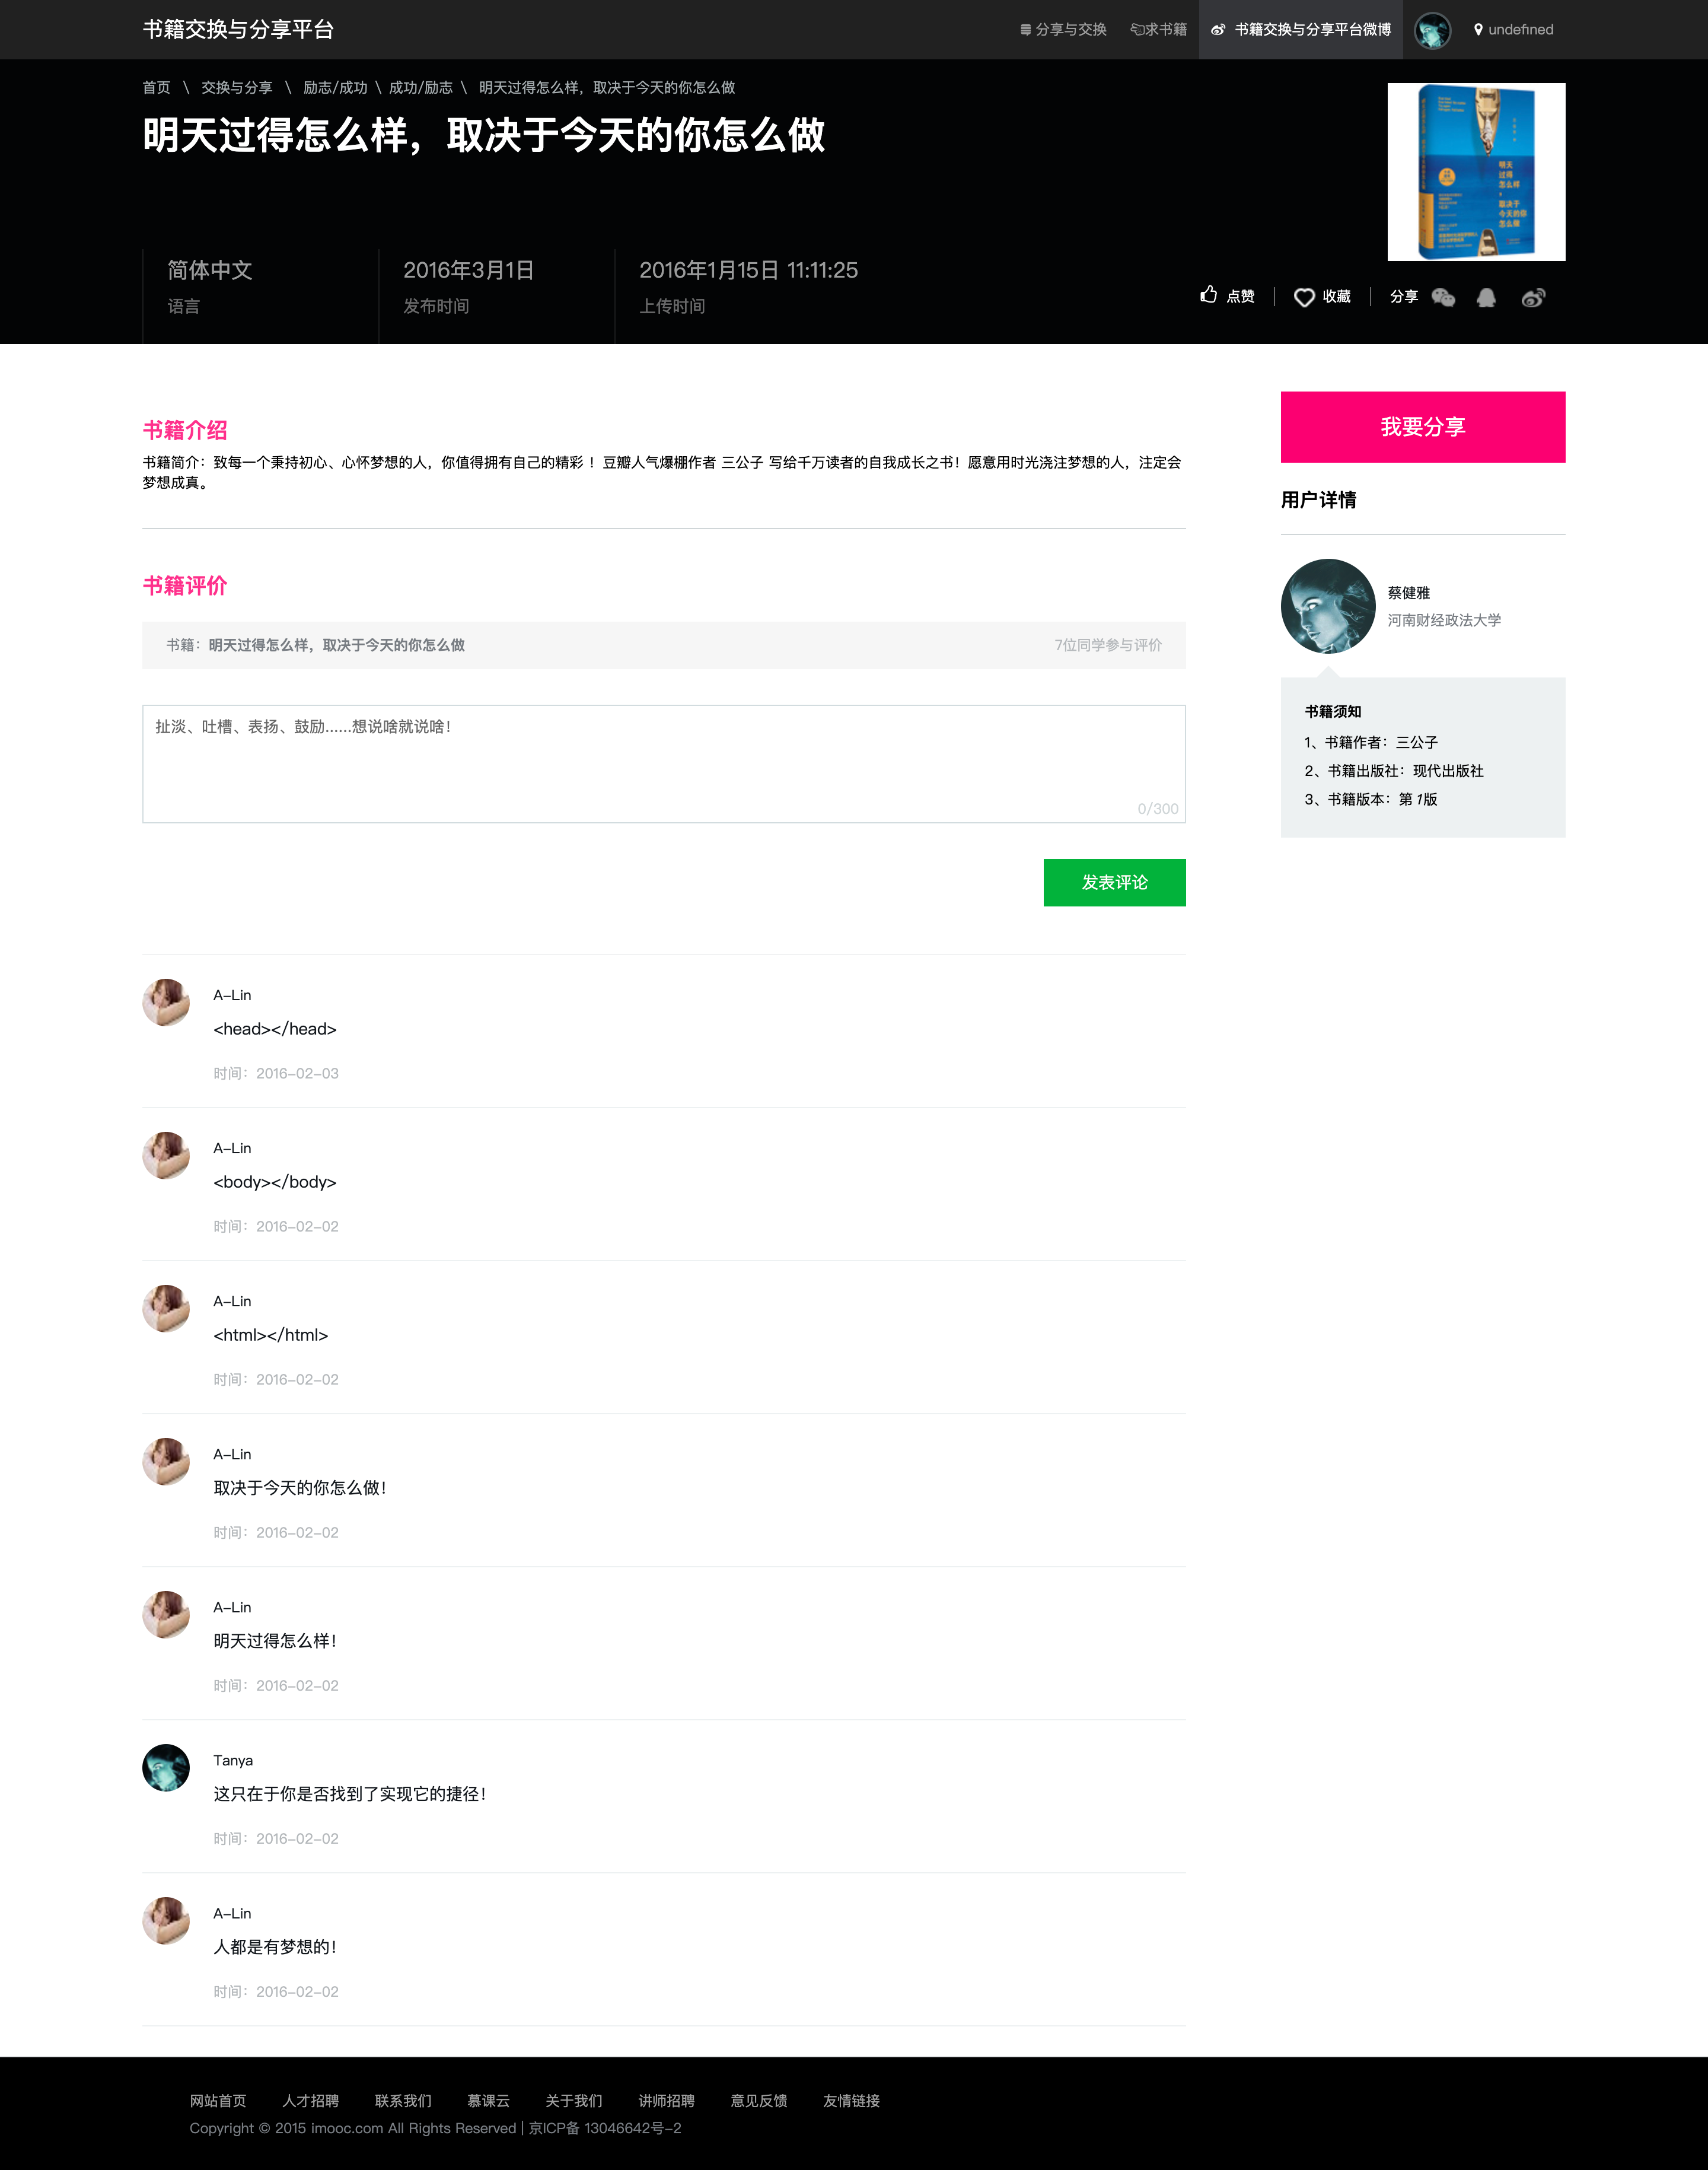 书籍交换与分享平台
分享与交换 求书籍 书籍交换与分享平台微博 undefined
首页 \ 交换与分享 \ 励志/成功 \ 成功/励志 \ 明天过得怎么样，取决于今天的你怎么做
明天过得怎么样，取决于今天的你怎么做
明天
过得
怎么样，
取决于
今天的你
怎么做
简体中文
语言
2016年3月1日
发布时间
2016年1月15日 11:11:25
上传时间
点赞 收藏 分享
书籍介绍
书籍简介：致每一个秉持初心、心怀梦想的人，你值得拥有自己的精彩 ！豆瓣人气爆棚作者 三公子 写给千万读者的自我成长之书！愿意用时光浇注梦想的人，注定会
梦想成真。
书籍评价
书籍：明天过得怎么样，取决于今天的你怎么做 7位同学参与评价
扯淡、吐槽、表扬、鼓励……想说啥就说啥！
0/300
发表评论
A-Lin
<head></head>
时间：2016-02-03
A-Lin
<body></body>
时间：2016-02-02
A-Lin
<html></html>
时间：2016-02-02
A-Lin
取决于今天的你怎么做！
时间：2016-02-02
A-Lin
明天过得怎么样！
时间：2016-02-02
Tanya
这只在于你是否找到了实现它的捷径！
时间：2016-02-02
A-Lin
人都是有梦想的！
时间：2016-02-02
我要分享
用户详情
蔡健雅
河南财经政法大学
书籍须知
1、书籍作者：三公子
2、书籍出版社：现代出版社
3、书籍版本：第 1版
网站首页 人才招聘 联系我们 慕课云 关于我们 讲师招聘 意见反馈 友情链接
Copyright © 2015 imooc.com All Rights Reserved | 京ICP备 13046642号-2